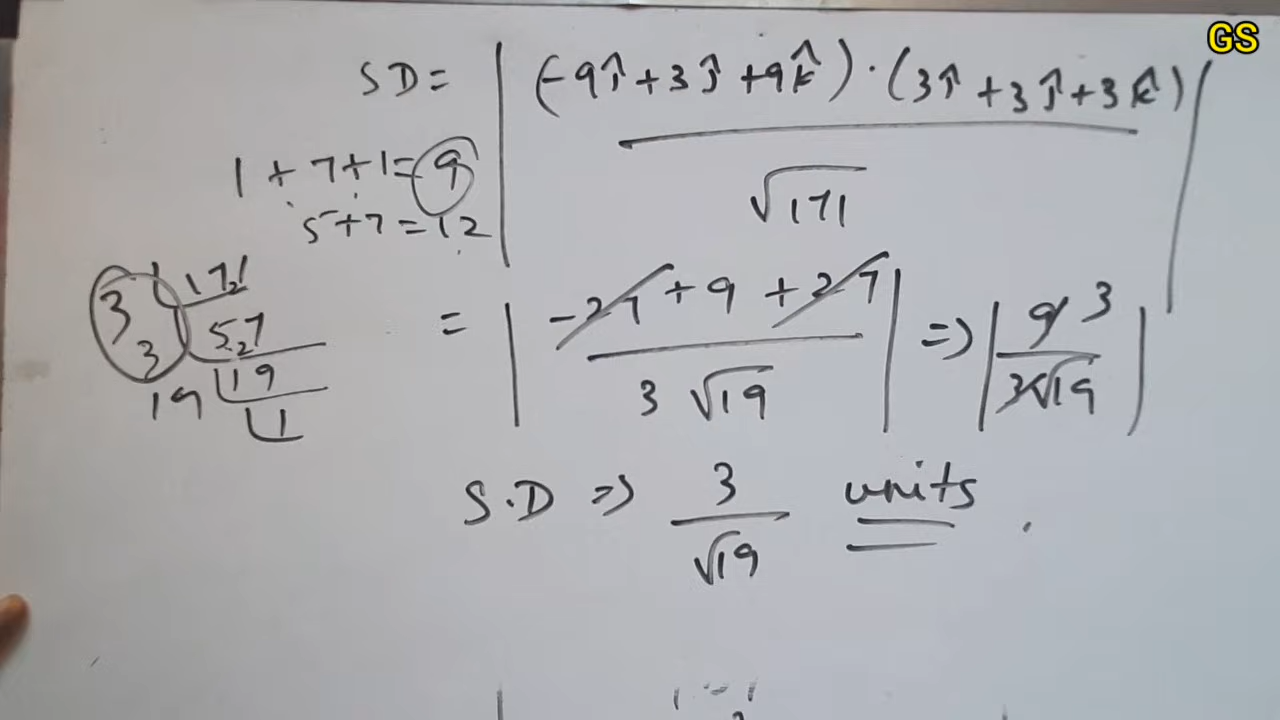 GS
SD = | (-9î + 3ĵ + 9k̂) · (3î + 3ĵ + 3k̂) / √171 |
1 + 7 + 1 = 9
5 + 7 = 12
3 | 171
3 | 57
19 | 19
1
= | -27 + 9 + 27 / 3√19 | => | 9 3 / 3√19 |
S.D => 3 / √19 units.